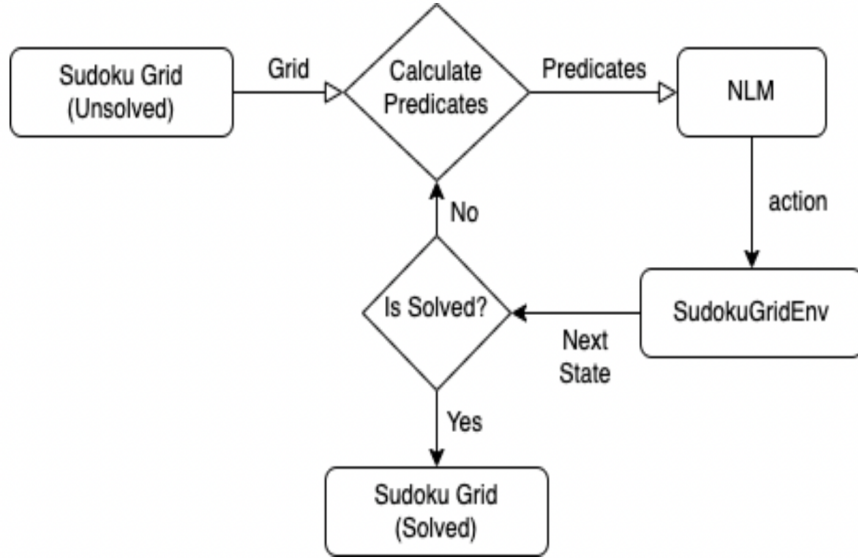 Sudoku Grid
(Unsolved)
Grid
Calculate
Predicates
Predicates
NLM
action
SudokuGridEnv
Next
State
Is Solved?
No
Yes
Sudoku Grid
(Solved)